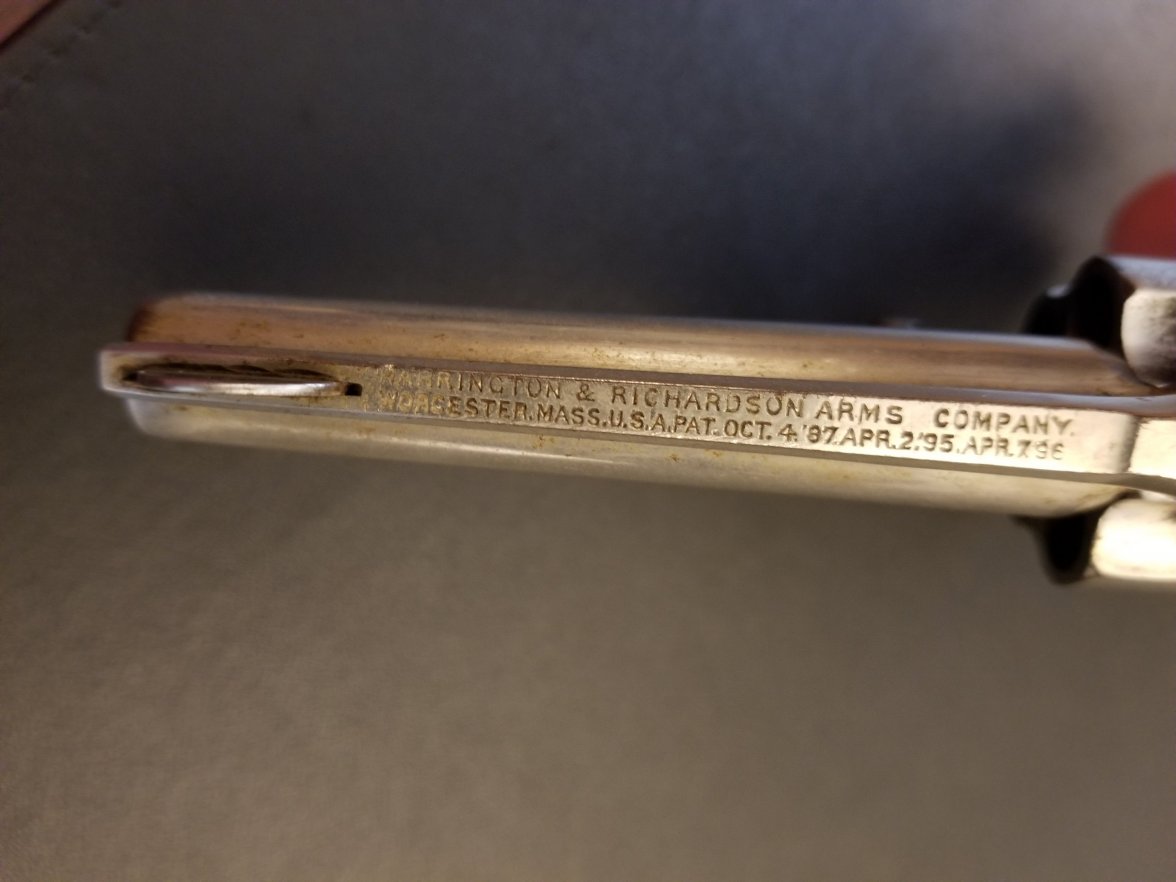 HARRINGTON & RICHARDSON ARMS COMPANY.
WORCESTER.MASS.U.S.A.PAT.OCT.4.'87.APR.2.'95.APR.7.96